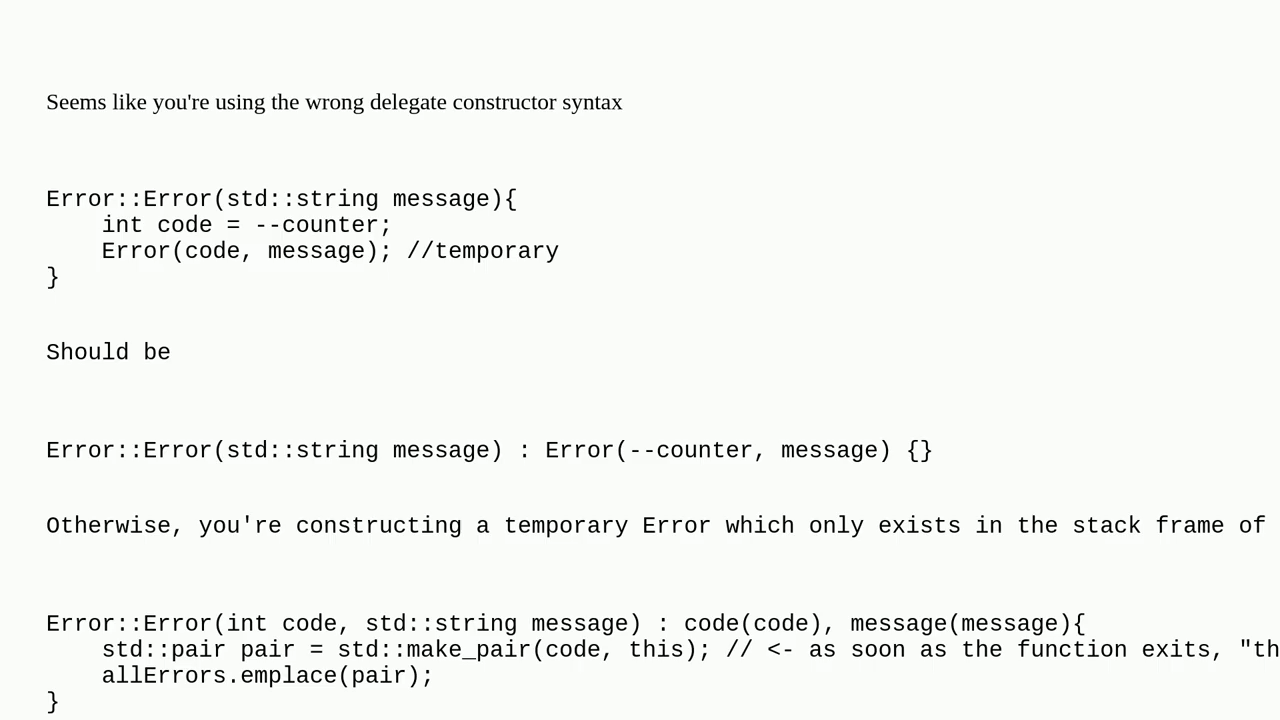 Seems like you're using the wrong delegate constructor syntax
Error::Error(std::string message){
    int code = --counter;
    Error(code, message); //temporary
}
Should be
Error::Error(std::string message) : Error(--counter, message) {}
Otherwise, you're constructing a temporary Error which only exists in the stack frame of
Error::Error(int code, std::string message) : code(code), message(message){
    std::pair pair = std::make_pair(code, this); // <- as soon as the function exits, "th
    allErrors.emplace(pair);
}